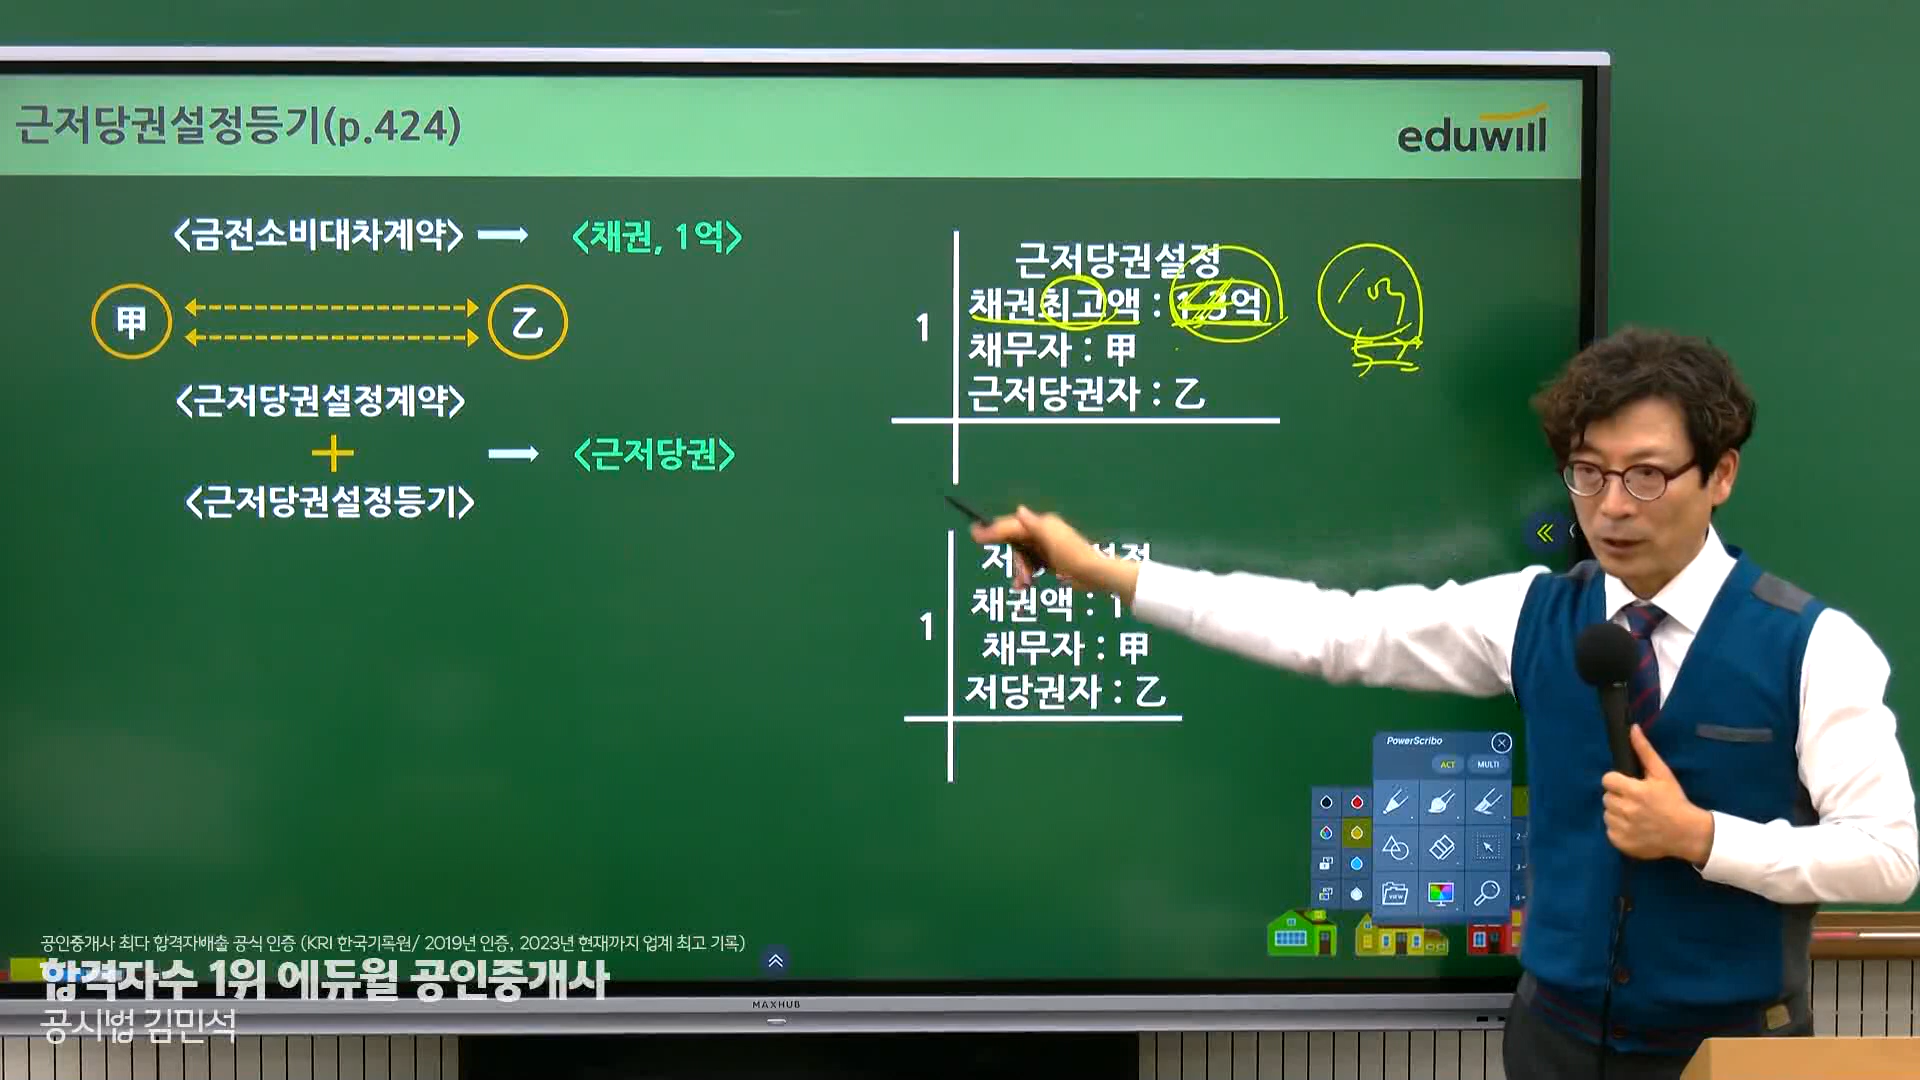 근저당권설정등기(p.424)
eduwill
<금전소비대차계약>
<채권, 1억>
甲
乙
<근저당권설정계약>
+
<근저당권>
<근저당권설정등기>
근저당권설정
1
채권최고액 : 1.3억
채무자 : 甲
근저당권자 : 乙
1
채권액 : 1
채무자 : 甲
저당권자 : 乙
PowerScribo
ACT
MULTI
VIEW
공인중개사 최다 합격자배출 공식 인증 (KRI 한국기록원/ 2019년 인증, 2023년 현재까지 업계 최고 기록)
합격자수 1위 에듀윌 공인중개사
공시법 김민석
MAXHUB